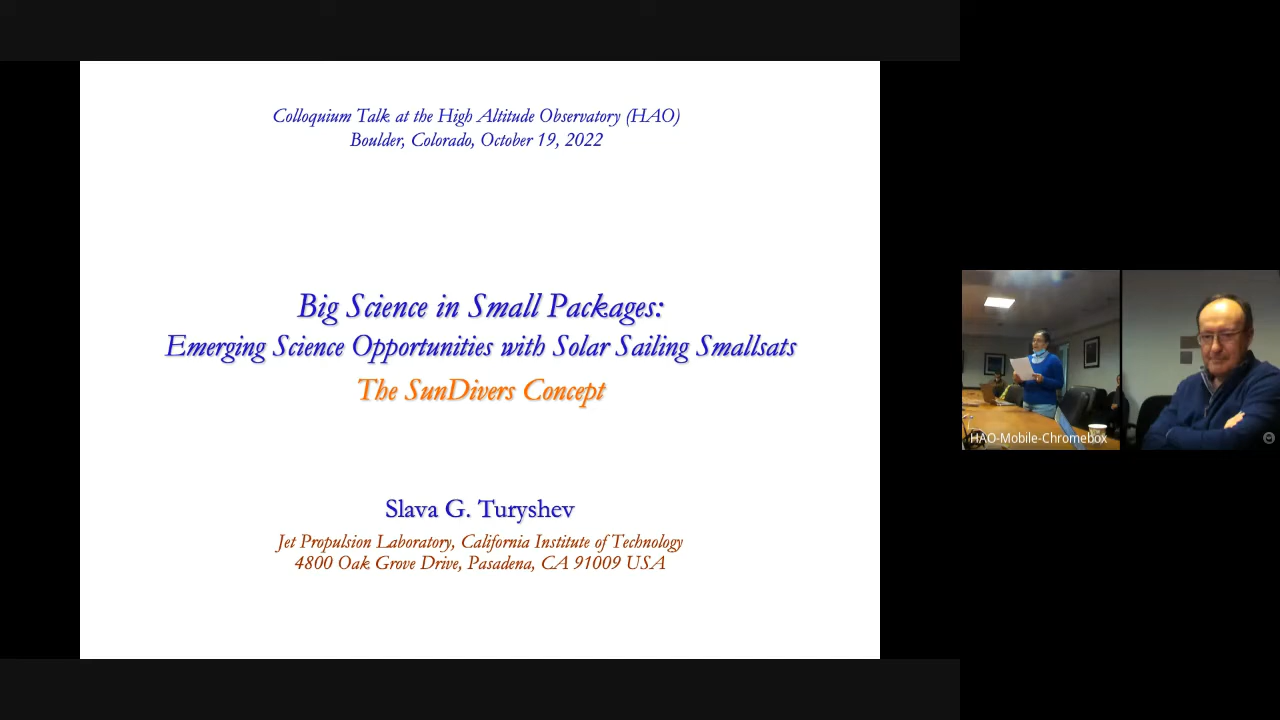 Colloquium Talk at the High Altitude Observatory (HAO)
Boulder, Colorado, October 19, 2022
Big Science in Small Packages:
Emerging Science Opportunities with Solar Sailing Smallsats
The SunDivers Concept
Slava G. Turyshev
Jet Propulsion Laboratory, California Institute of Technology
4800 Oak Grove Drive, Pasadena, CA 91009 USA
HAO-Mobile-Chromebox